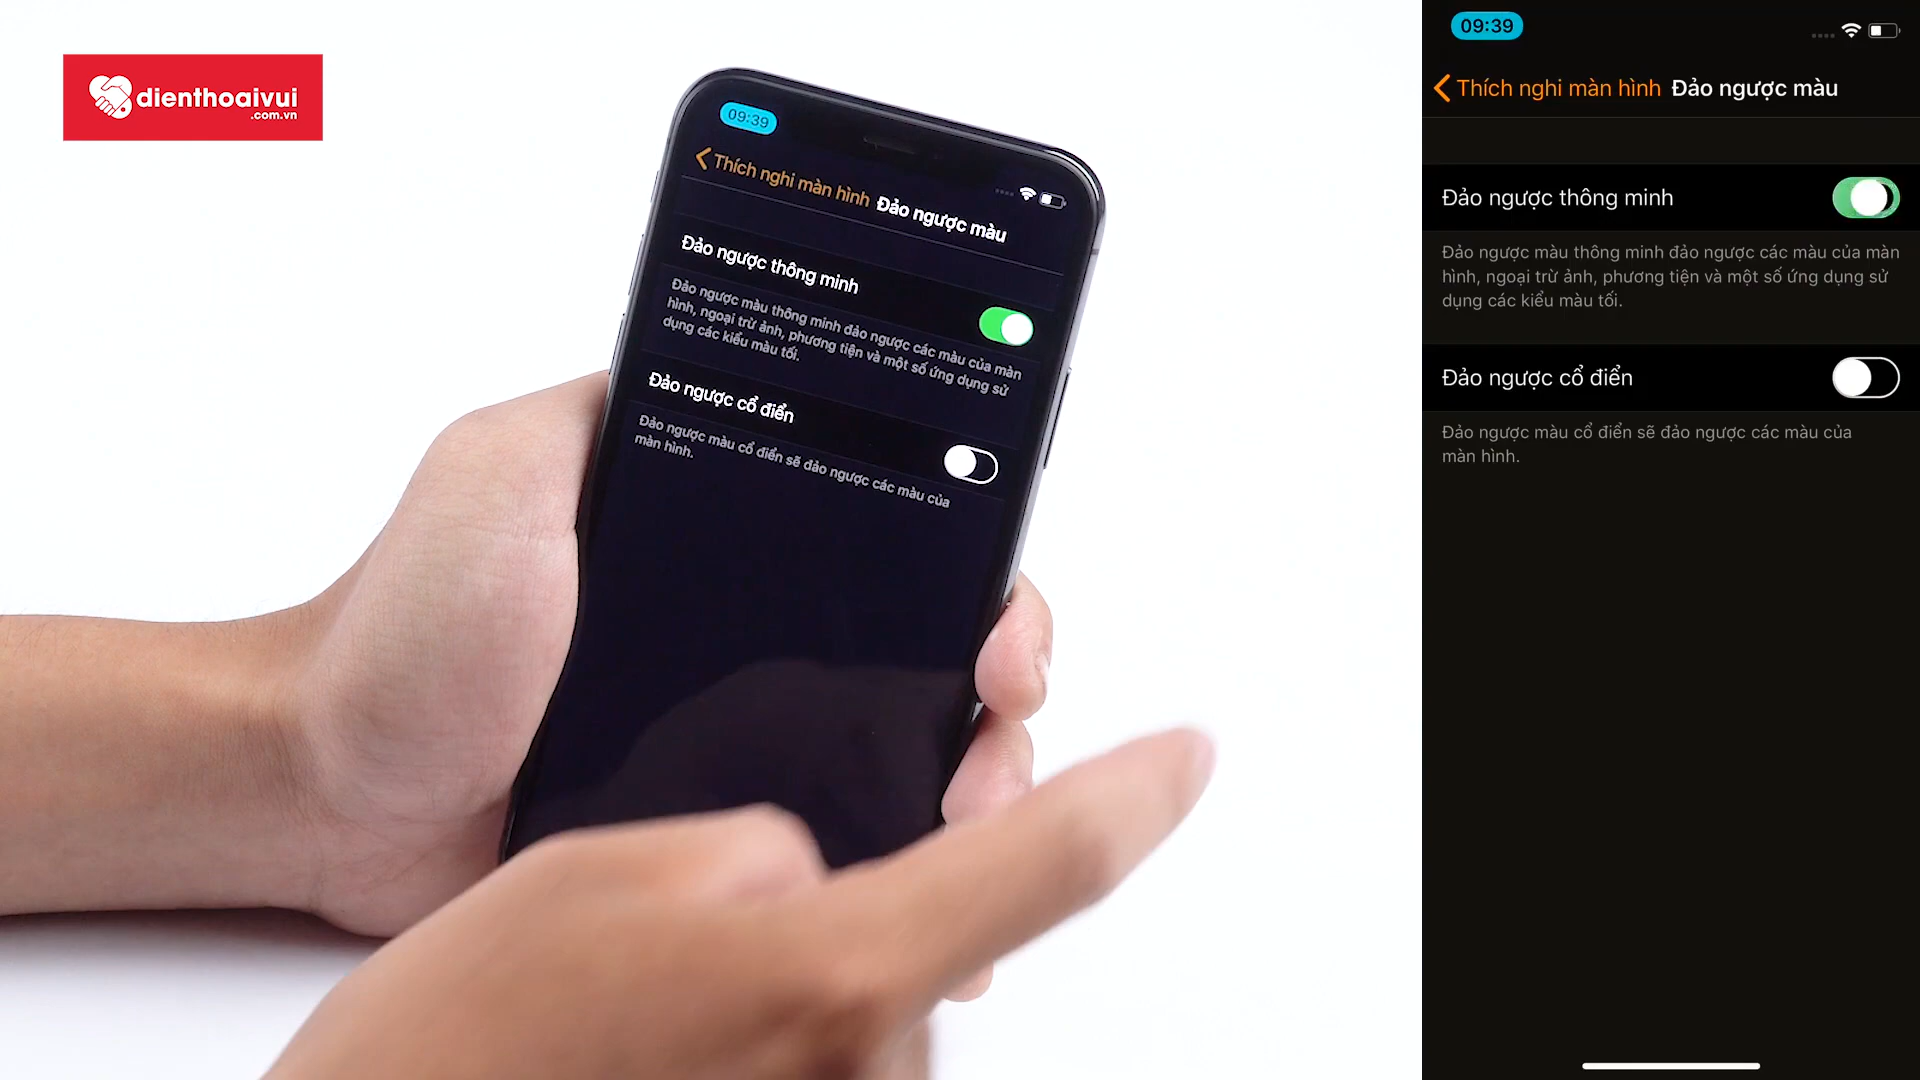 dienthoaivui
.com.vn
09:39
Thích nghi màn hình Đảo ngược màu
Đảo ngược thông minh
Đảo ngược màu thông minh đảo ngược các màu của màn
hình, ngoại trừ ảnh, phương tiện và một số ứng dụng sử
dụng các kiểu màu tối.
Đảo ngược cổ điển
Đảo ngược màu cổ điển sẽ đảo ngược các màu của
màn hình.
09:39
Thích nghi màn hình Đảo ngược màu
Đảo ngược thông minh
Đảo ngược màu thông minh đảo ngược các màu của màn
hình, ngoại trừ ảnh, phương tiện và một số ứng dụng sử
dụng các kiểu màu tối.
Đảo ngược cổ điển
Đảo ngược màu cổ điển sẽ đảo ngược các màu của
màn hình.